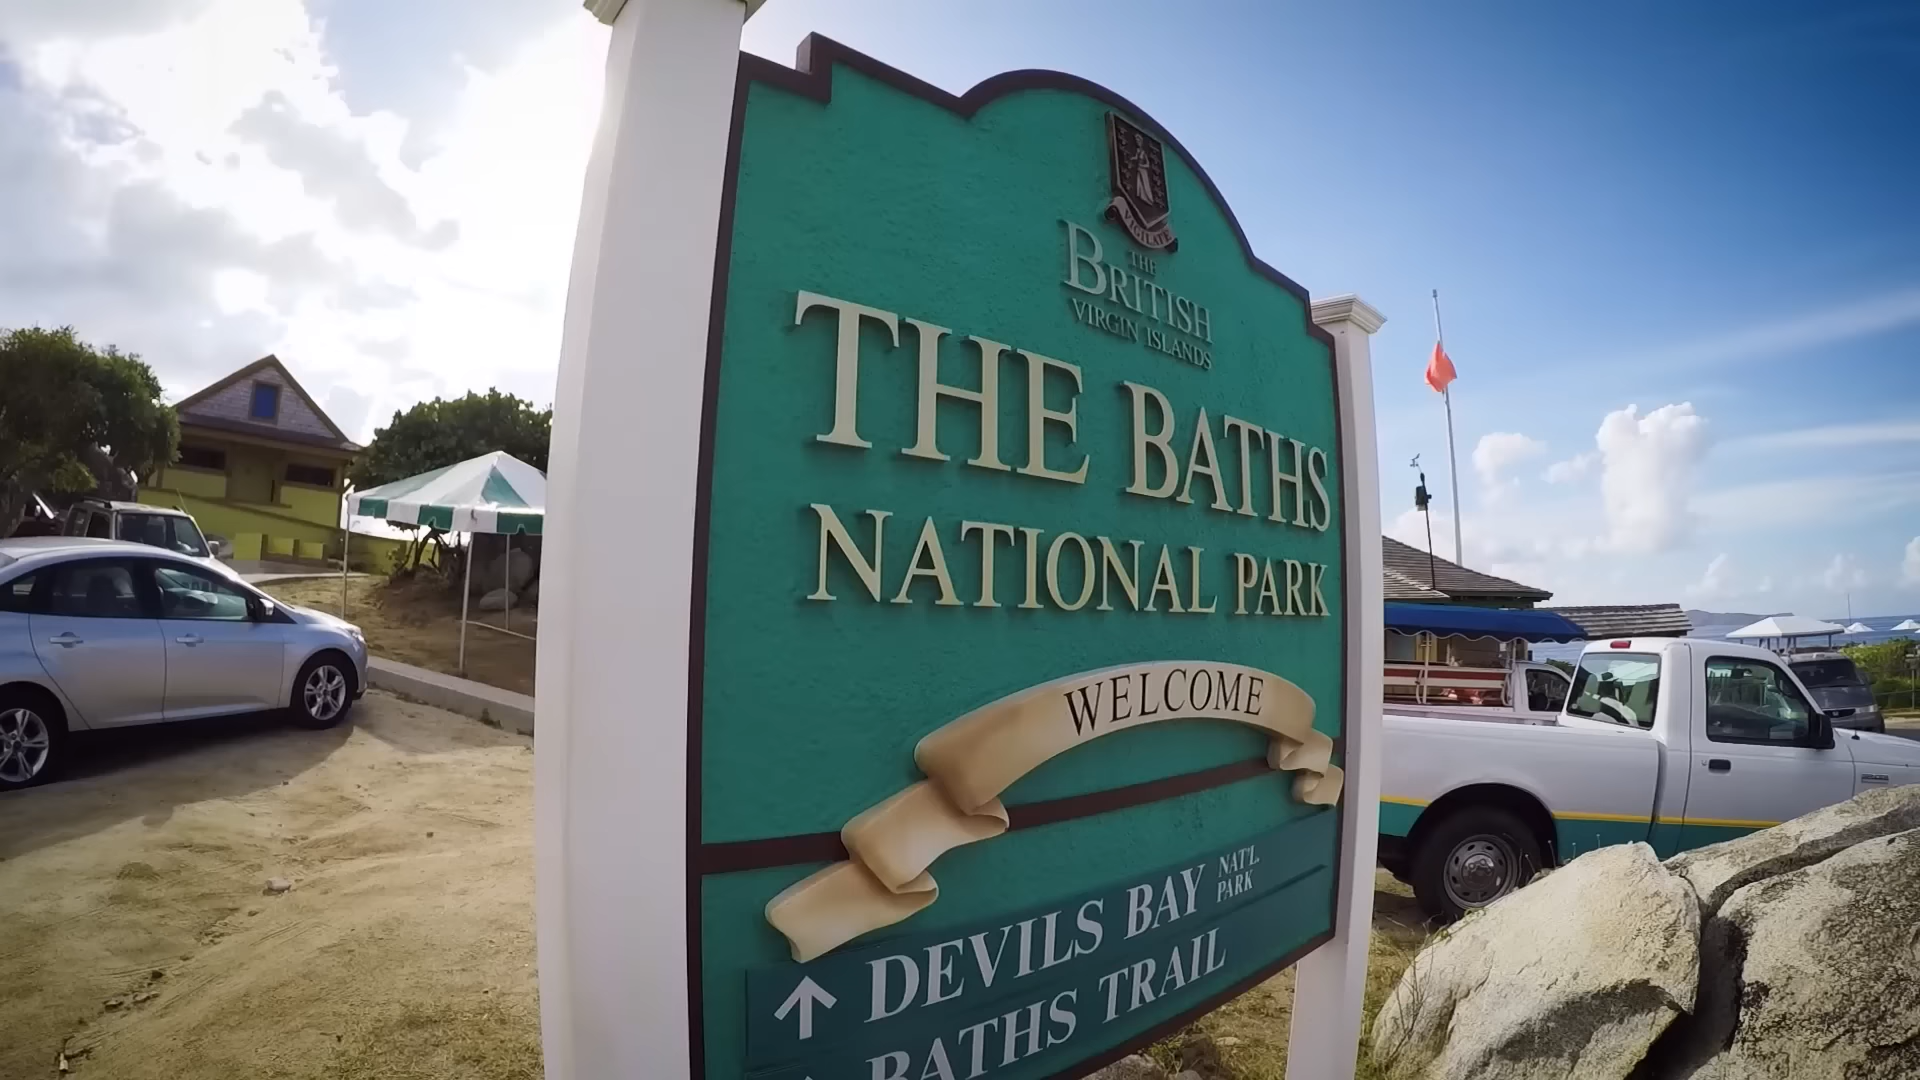 VIGILATE
THE
BRITISH
VIRGIN ISLANDS
THE BATHS
NATIONAL PARK
WELCOME
↑ DEVILS BAY NAT'L. PARK
BATHS TRAIL